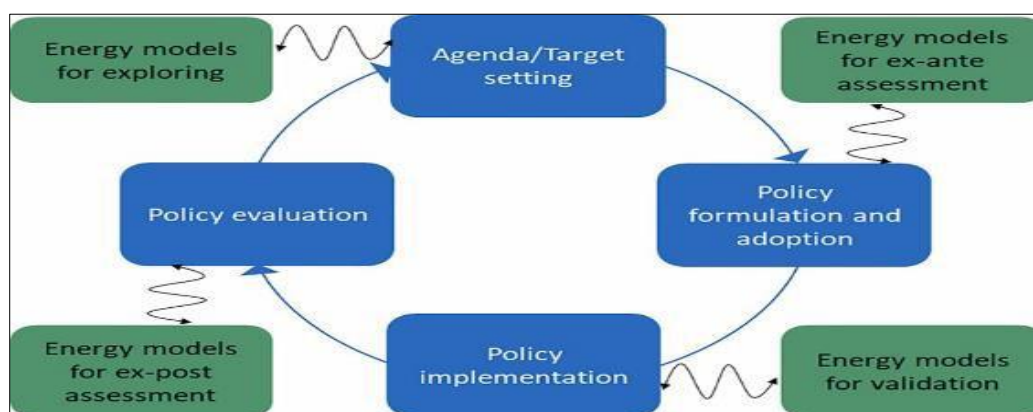 Energy models
for exploring
Agenda/Target
setting
Energy models
for ex-ante
assessment
Policy evaluation
Policy
formulation and
adoption
Energy models
for ex-post
assessment
Policy
implementation
Energy models
for validation